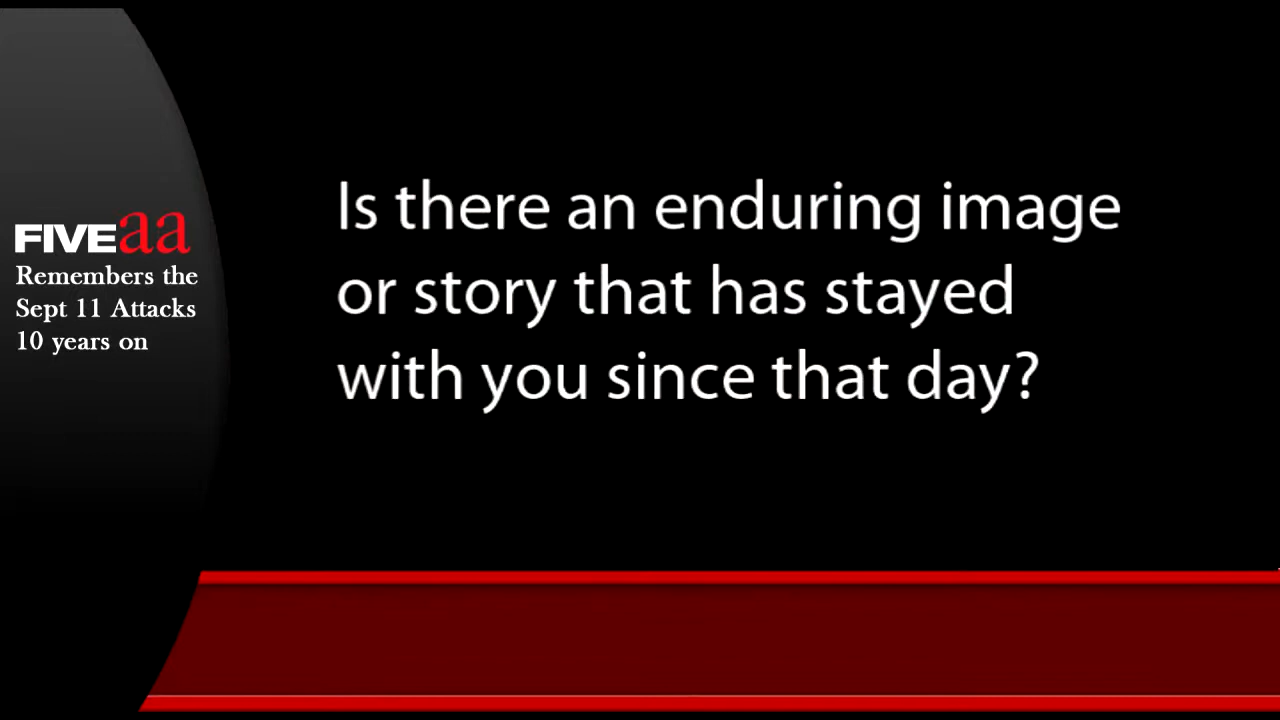 FIVEaa
Remembers the
Sept 11 Attacks
10 years on
Is there an enduring image
or story that has stayed
with you since that day?